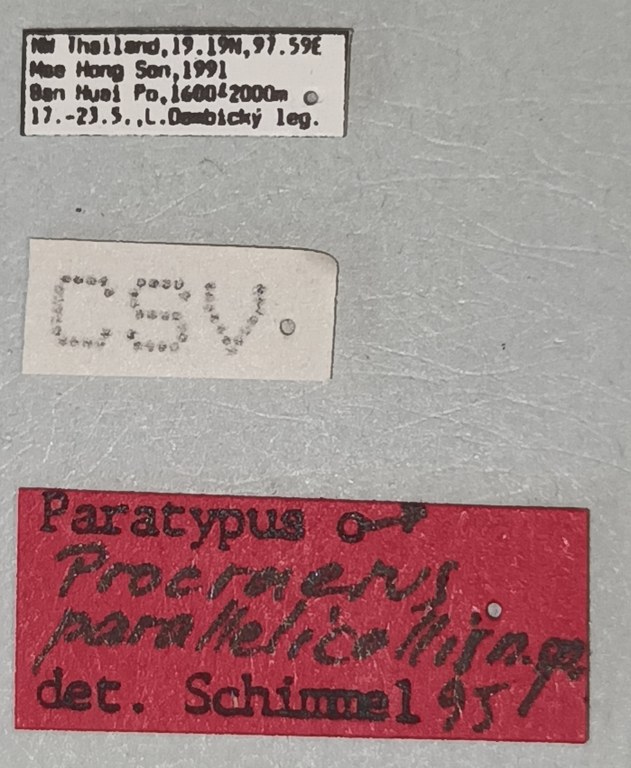 NW Thailand,19.19N,97.59E
Mae Hong Son,1991
Ban Huai Po,1600-2000m
17.-23.5.,L.Dembický leg.
CSV
Paratypus ♂
Procraerus
parallelicollis n.sp.
det. Schimmel 95